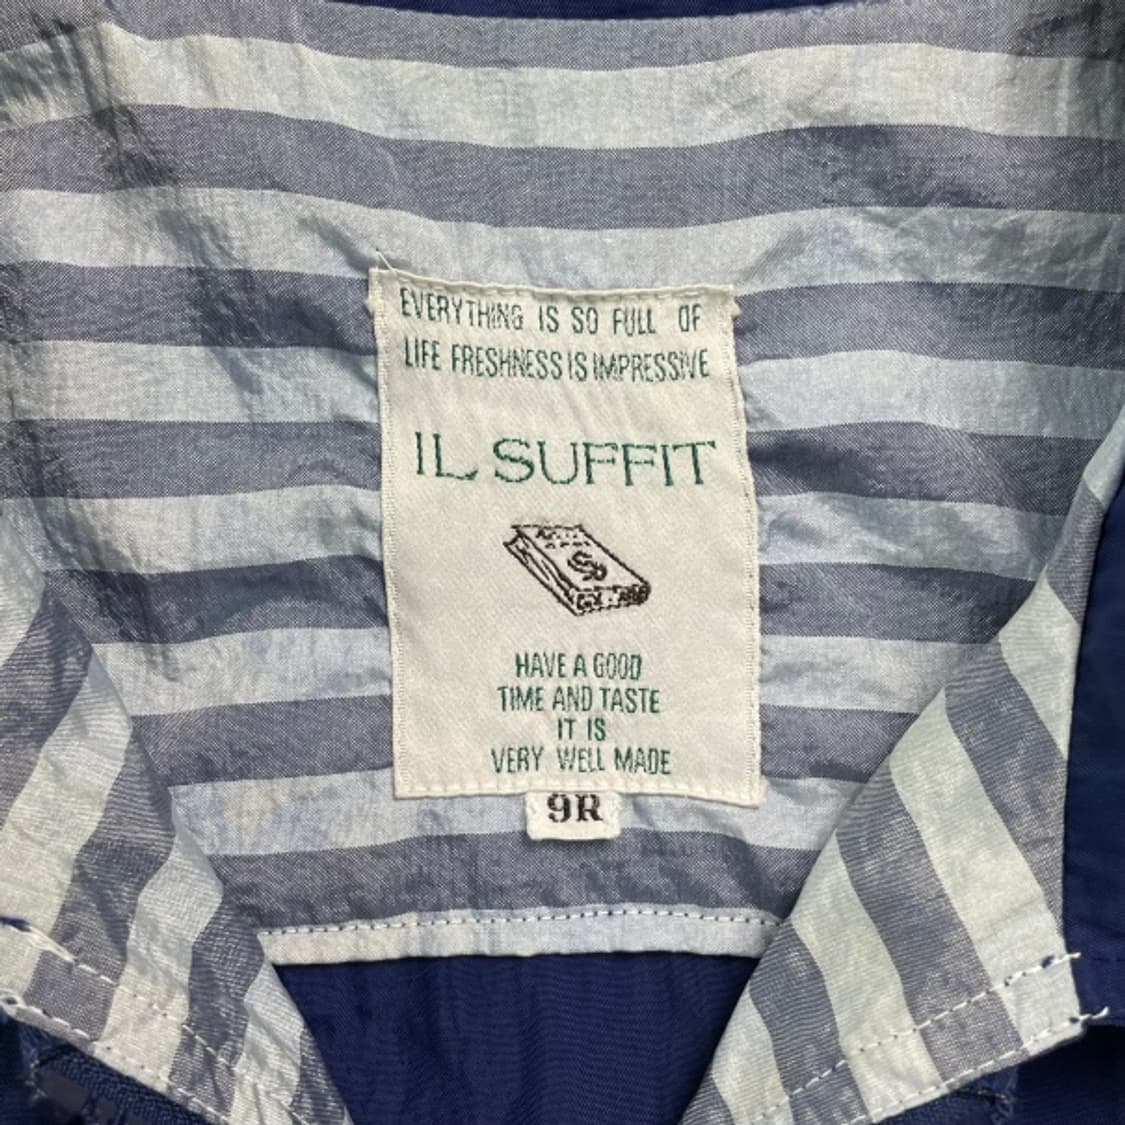 EVERYTHING IS SO FULL OF
LIFE FRESHNESS IS IMPRESSIVE
IL SUFFIT
HAVE A GOOD
TIME AND TASTE
IT IS
VERY WELL MADE
9R